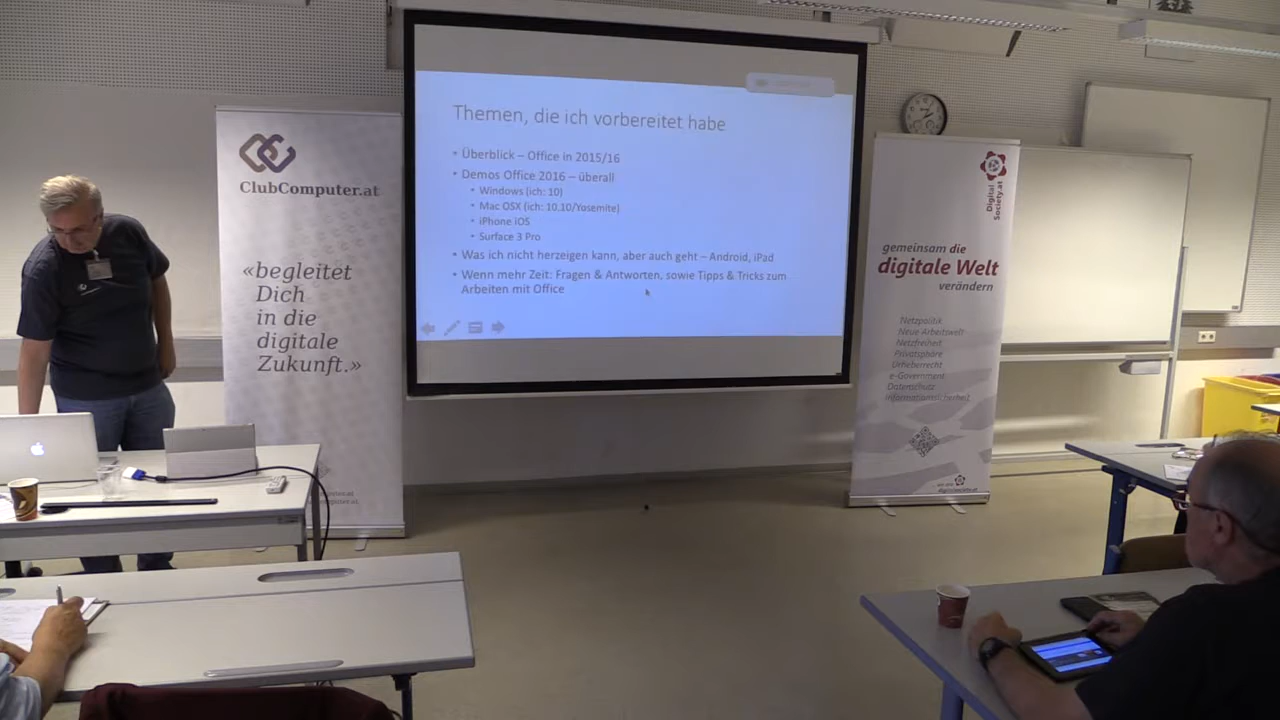 ClubComputer.at
«begleitet
Dich
in die
digitale
Zukunft.»
Themen, die ich vorbereitet habe
• Überblick – Office in 2015/16
• Demos Office 2016 – überall
• Windows (ich: 10)
• Mac OSX (ich: 10.10/Yosemite)
• iPhone iOS
• Surface 3 Pro
• Was ich nicht herzeigen kann, aber auch geht – Android, iPad
• Wenn mehr Zeit: Fragen & Antworten, sowie Tipps & Tricks zum
Arbeiten mit Office
Digital
Society.at
gemeinsam die
digitale Welt
verändern
Netzpolitik
Neue Arbeitswelt
Netzfreiheit
Privatsphäre
Urheberrecht
e-Government
Datenschutz
Informationssicherheit
digitalsociety.at